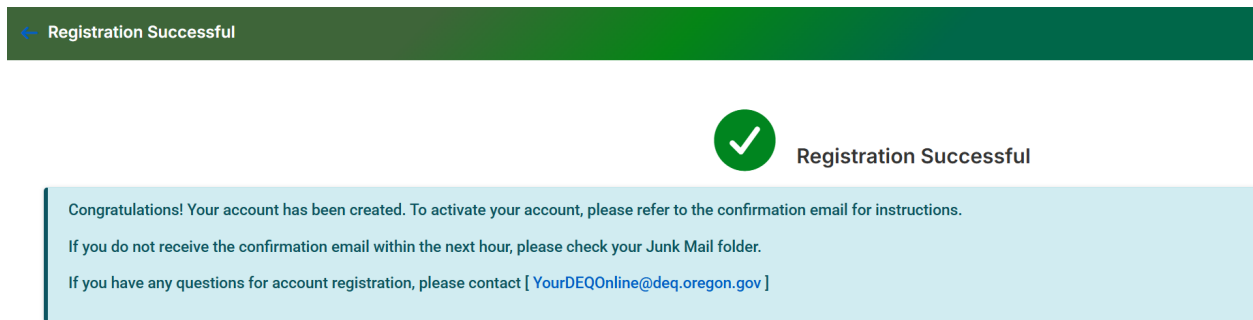 Registration Successful
Registration Successful
Congratulations! Your account has been created. To activate your account, please refer to the confirmation email for instructions.
If you do not receive the confirmation email within the next hour, please check your Junk Mail folder.
If you have any questions for account registration, please contact [ YourDEQOnline@deq.oregon.gov ]